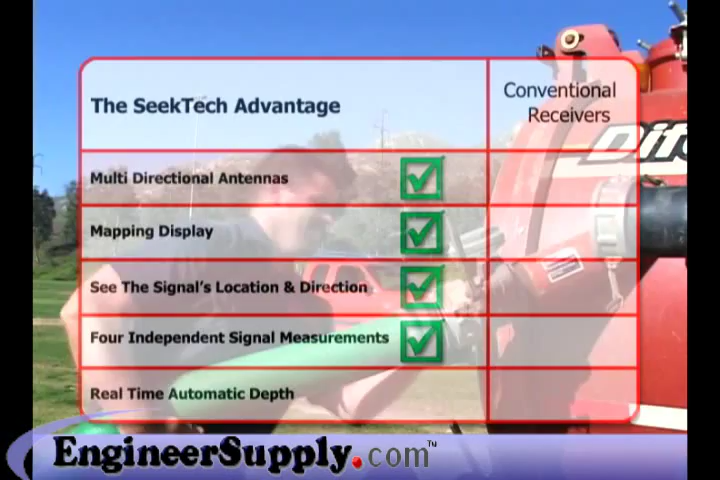 The SeekTech Advantage
Conventional
Receivers
Multi Directional Antennas
Mapping Display
See The Signal's Location & Direction
Four Independent Signal Measurements
Real Time Automatic Depth
EngineerSupply.com™